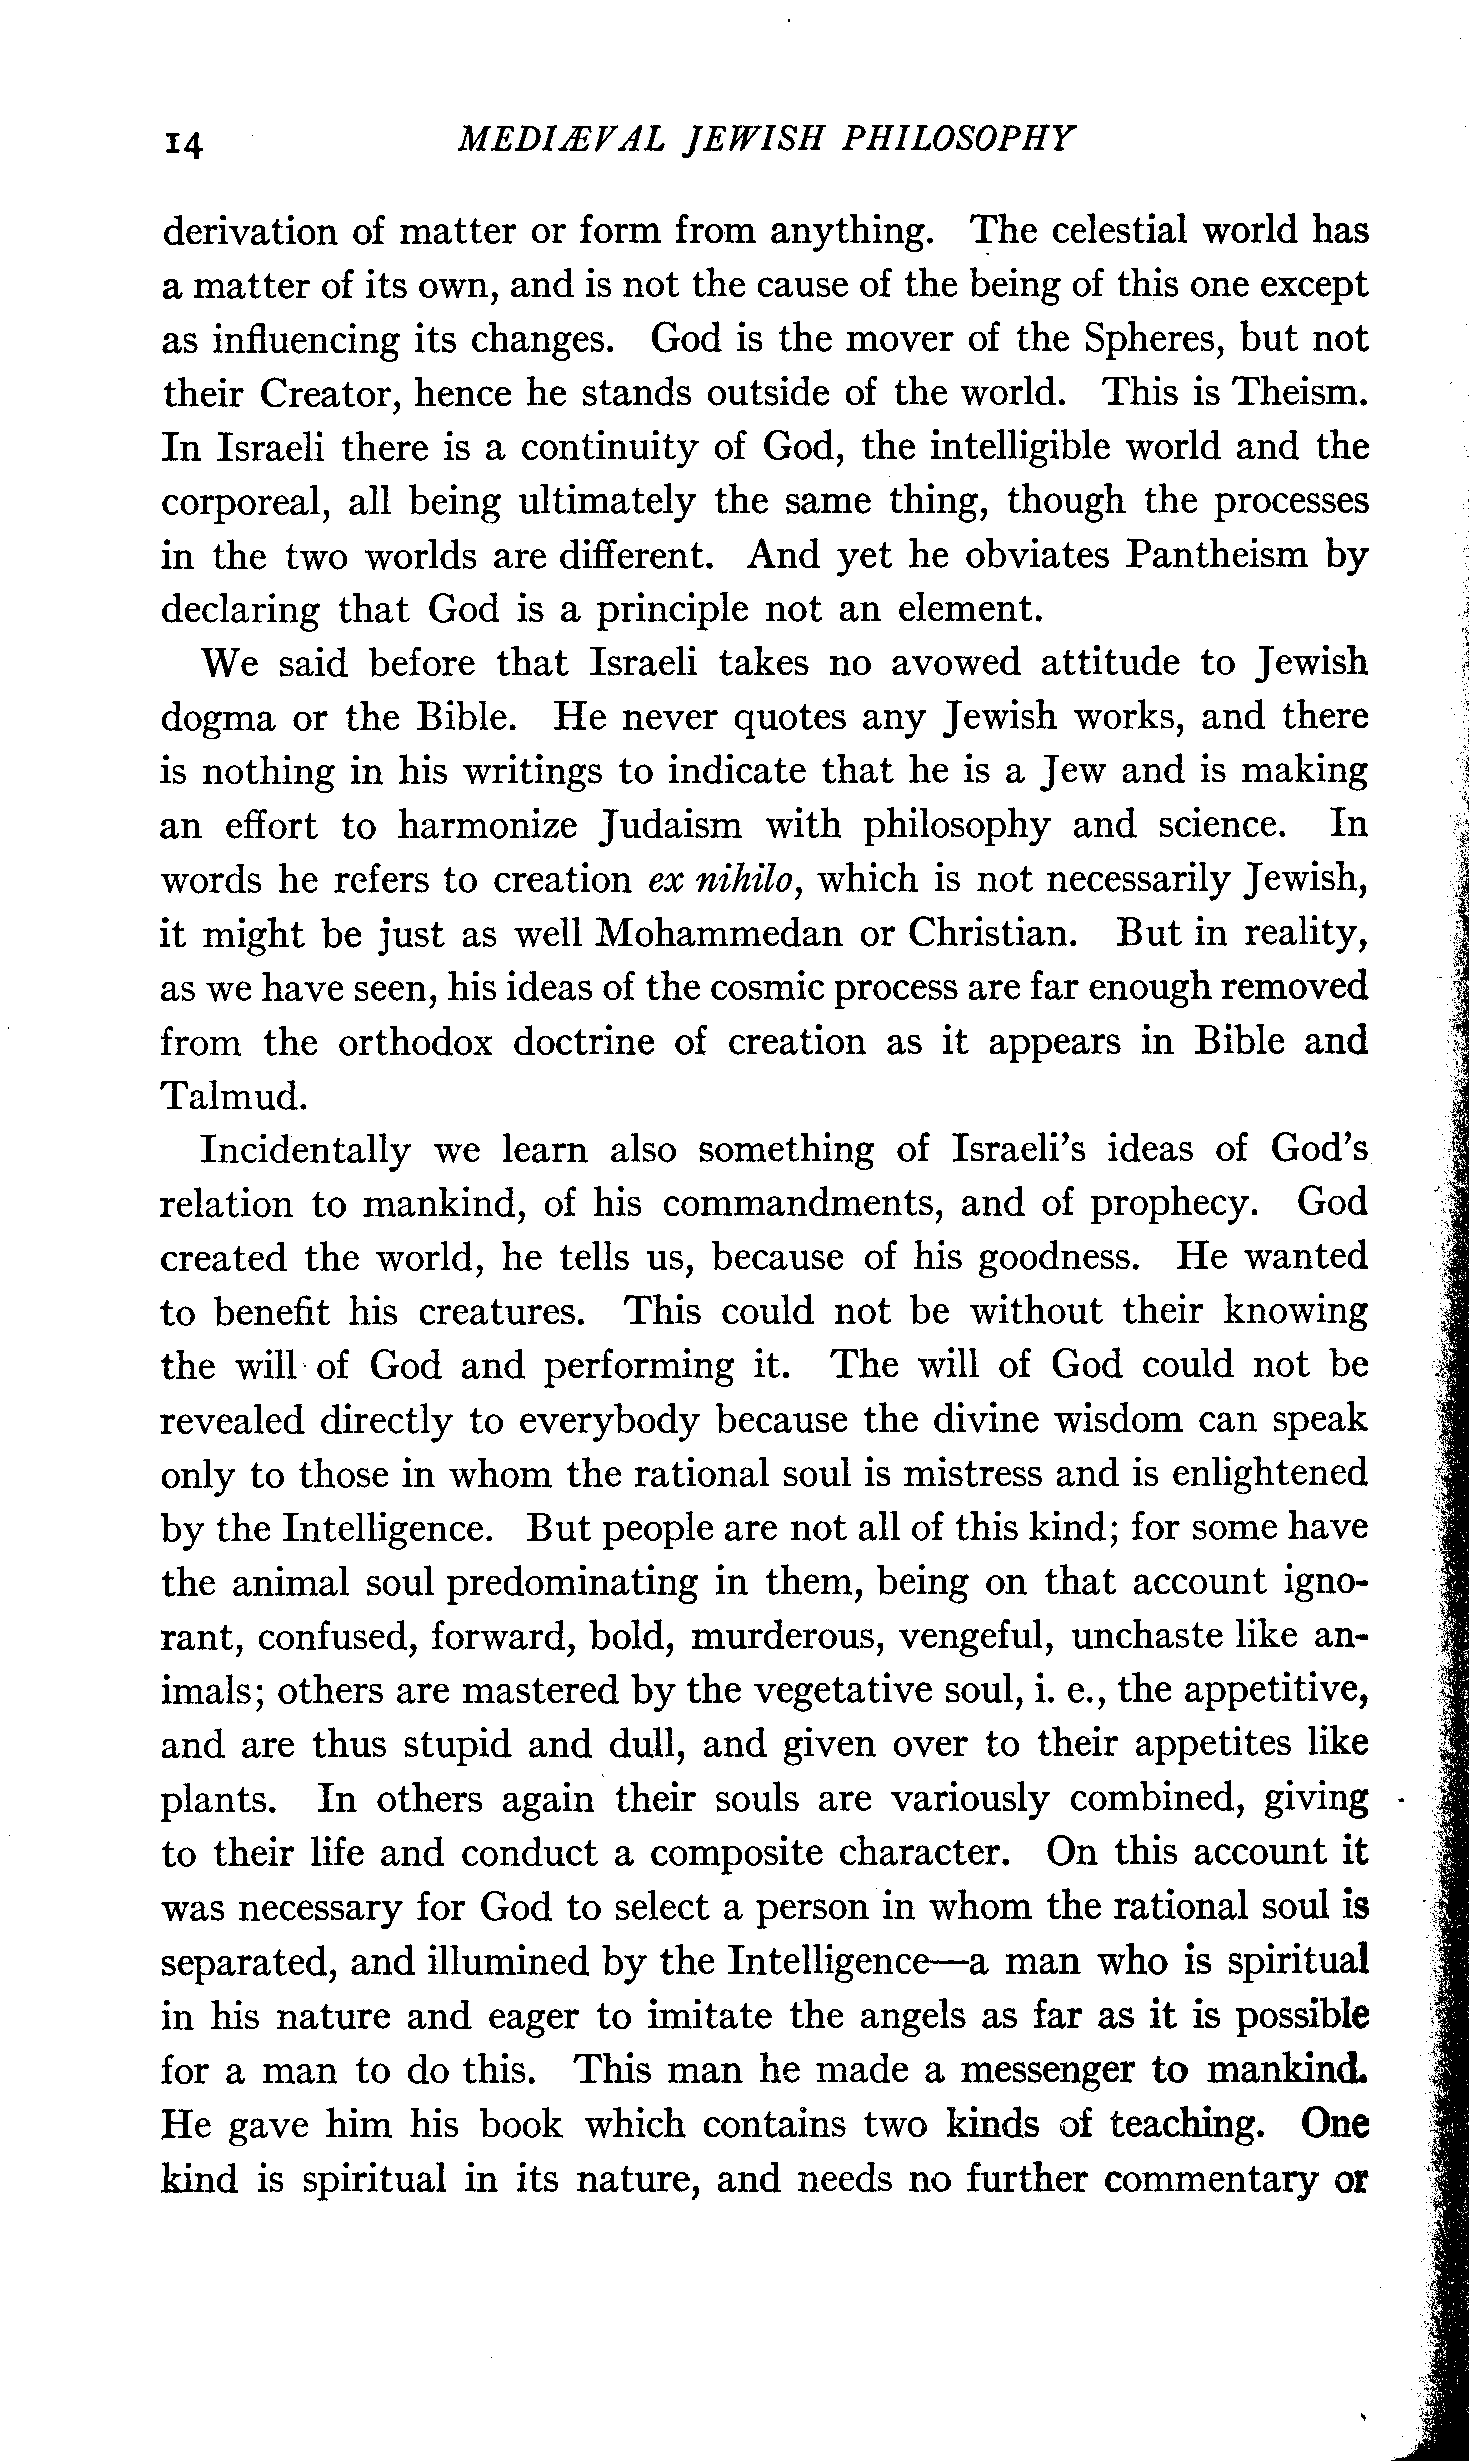 14 MEDIÆVAL JEWISH PHILOSOPHY
derivation of matter or form from anything. The celestial world has
a matter of its own, and is not the cause of the being of this one except
as influencing its changes. God is the mover of the Spheres, but not
their Creator, hence he stands outside of the world. This is Theism.
In Israeli there is a continuity of God, the intelligible world and the
corporeal, all being ultimately the same thing, though the processes
in the two worlds are different. And yet he obviates Pantheism by
declaring that God is a principle not an element.
We said before that Israeli takes no avowed attitude to Jewish
dogma or the Bible. He never quotes any Jewish works, and there
is nothing in his writings to indicate that he is a Jew and is making
an effort to harmonize Judaism with philosophy and science. In
words he refers to creation ex nihilo, which is not necessarily Jewish,
it might be just as well Mohammedan or Christian. But in reality,
as we have seen, his ideas of the cosmic process are far enough removed
from the orthodox doctrine of creation as it appears in Bible and
Talmud.
Incidentally we learn also something of Israeli's ideas of God's
relation to mankind, of his commandments, and of prophecy. God
created the world, he tells us, because of his goodness. He wanted
to benefit his creatures. This could not be without their knowing
the will of God and performing it. The will of God could not be
revealed directly to everybody because the divine wisdom can speak
only to those in whom the rational soul is mistress and is enlightened
by the Intelligence. But people are not all of this kind; for some have
the animal soul predominating in them, being on that account igno-
rant, confused, forward, bold, murderous, vengeful, unchaste like an-
imals; others are mastered by the vegetative soul, i. e., the appetitive,
and are thus stupid and dull, and given over to their appetites like
plants. In others again their souls are variously combined, giving
to their life and conduct a composite character. On this account it
was necessary for God to select a person in whom the rational soul is
separated, and illumined by the Intelligence—a man who is spiritual
in his nature and eager to imitate the angels as far as it is possible
for a man to do this. This man he made a messenger to mankind.
He gave him his book which contains two kinds of teaching. One
kind is spiritual in its nature, and needs no further commentary or